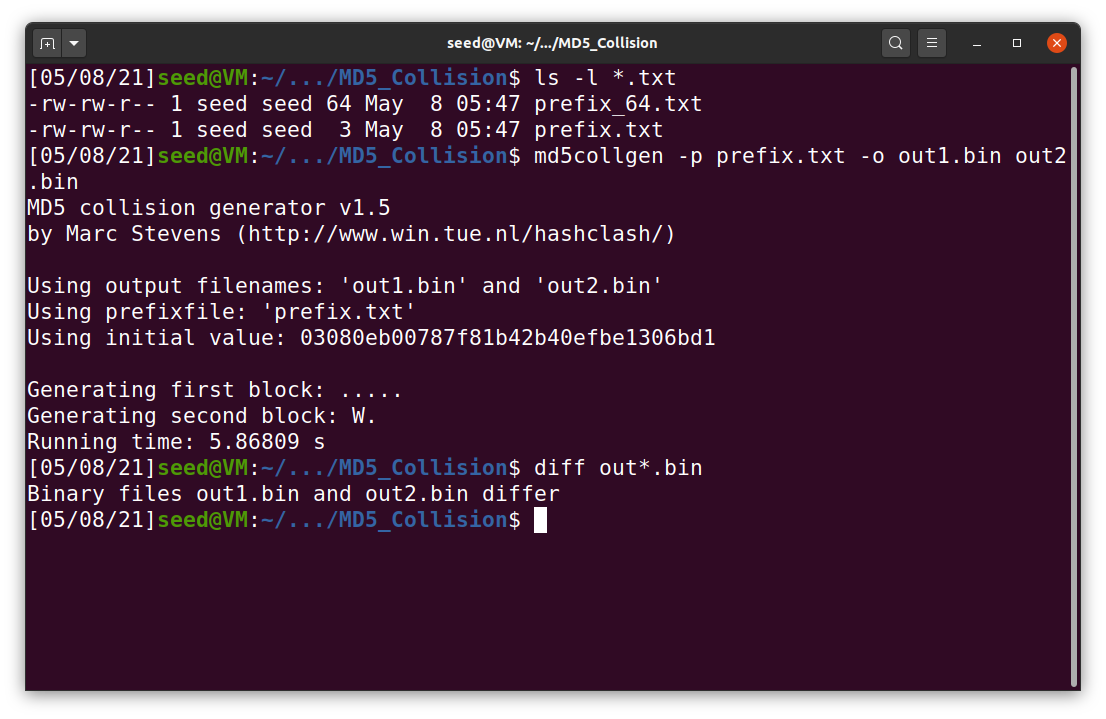 seed@VM: ~/.../MD5_Collision
[05/08/21]seed@VM:~/.../MD5_Collision$ ls -l *.txt
-rw-rw-r-- 1 seed seed 64 May  8 05:47 prefix_64.txt
-rw-rw-r-- 1 seed seed  3 May  8 05:47 prefix.txt
[05/08/21]seed@VM:~/.../MD5_Collision$ md5collgen -p prefix.txt -o out1.bin out2
.bin
MD5 collision generator v1.5
by Marc Stevens (http://www.win.tue.nl/hashclash/)
Using output filenames: 'out1.bin' and 'out2.bin'
Using prefixfile: 'prefix.txt'
Using initial value: 03080eb00787f81b42b40efbe1306bd1
Generating first block: .....
Generating second block: W.
Running time: 5.86809 s
[05/08/21]seed@VM:~/.../MD5_Collision$ diff out*.bin
Binary files out1.bin and out2.bin differ
[05/08/21]seed@VM:~/.../MD5_Collision$